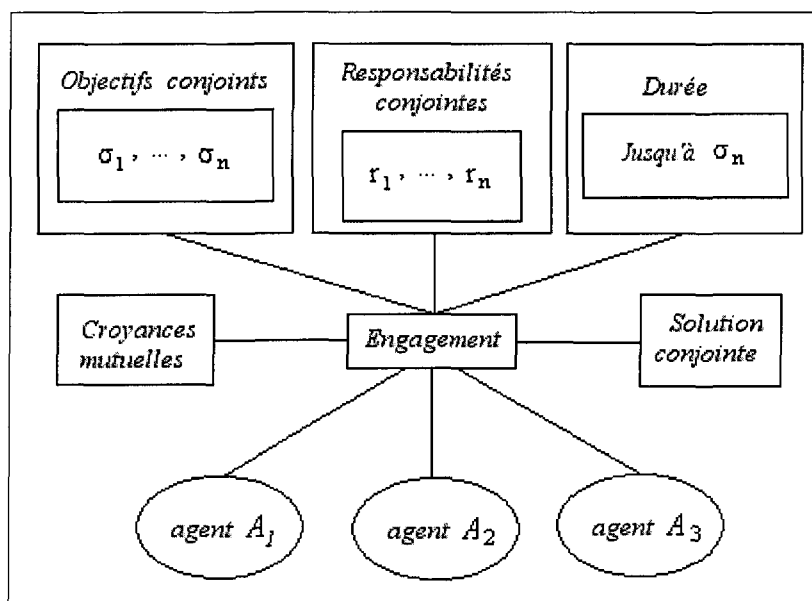 Objectifs conjoints
σ1, ..., σn
Responsabilités
conjointes
r1, ..., rn
Durée
Jusqu'à σn
Croyances
mutuelles
Engagement
Solution
conjointe
agent A1
agent A2
agent A3